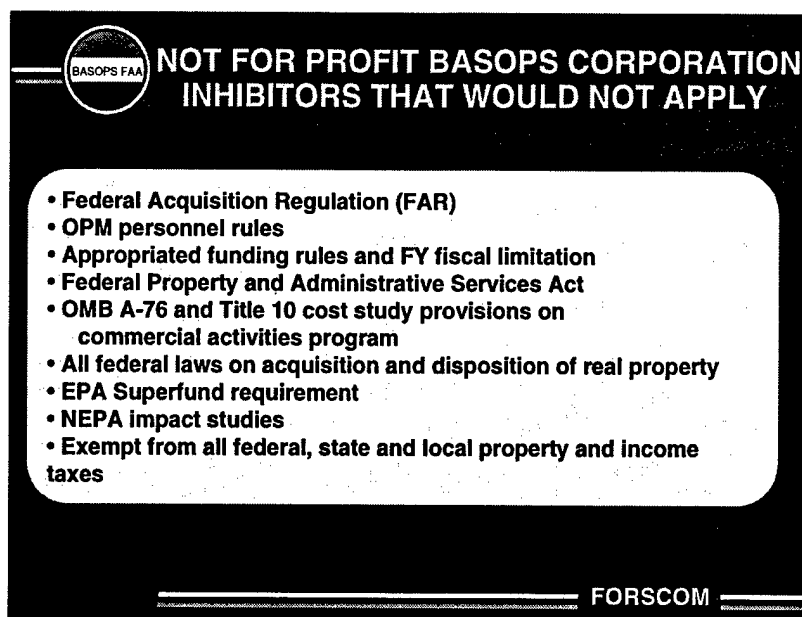 BASOPS FAA
NOT FOR PROFIT BASOPS CORPORATION
INHIBITORS THAT WOULD NOT APPLY
• Federal Acquisition Regulation (FAR)
• OPM personnel rules
• Appropriated funding rules and FY fiscal limitation
• Federal Property and Administrative Services Act
• OMB A-76 and Title 10 cost study provisions on
commercial activities program
• All federal laws on acquisition and disposition of real property
• EPA Superfund requirement
• NEPA impact studies
• Exempt from all federal, state and local property and income
taxes
FORSCOM